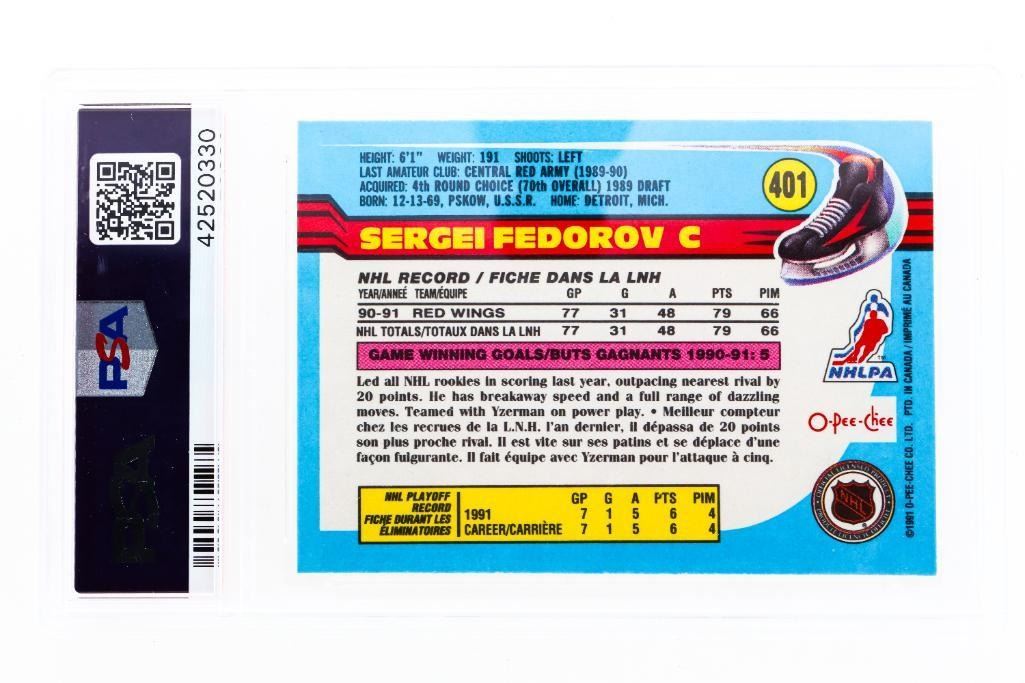 PSA
42520330
HEIGHT: 6'1" WEIGHT: 191 SHOOTS: LEFT
LAST AMATEUR CLUB: CENTRAL RED ARMY (1989-90)
ACQUIRED: 4th ROUND CHOICE (70th OVERALL) 1989 DRAFT
BORN: 12-13-69, PSKOW, U.S.S.R. HOME: DETROIT, MICH.
401
SERGEI FEDOROV C
NHL RECORD / FICHE DANS LA LNH
YEAR/ANNEÉ TEAM/ÉQUIPE GP G A PTS PIM
90-91 RED WINGS 77 31 48 79 66
NHL TOTALS/TOTAUX DANS LA LNH 77 31 48 79 66
GAME WINNING GOALS/BUTS GAGNANTS 1990-91: 5
Led all NHL rookies in scoring last year, outpacing nearest rival by
20 points. He has breakaway speed and a full range of dazzling
moves. Teamed with Yzerman on power play. • Meilleur compteur
chez les recrues de la L.N.H. l'an dernier, il dépassa de 20 points
son plus proche rival. Il est vite sur ses patins et se déplace d'une
façon fulgurante. Il fait équipe avec Yzerman pour l'attaque à cinq.
NHL PLAYOFF
RECORD
FICHE DURANT LES
ÉLIMINATOIRES
GP G A PTS PIM
1991 7 1 5 6 4
CAREER/CARRIÈRE 7 1 5 6 4
NHLPA
TM
O-Pee-Chee
NHL
©1991 O-PEE-CHEE CO. LTD. PTD. IN CANADA / IMPRIMÉ AU CANADA
PSA